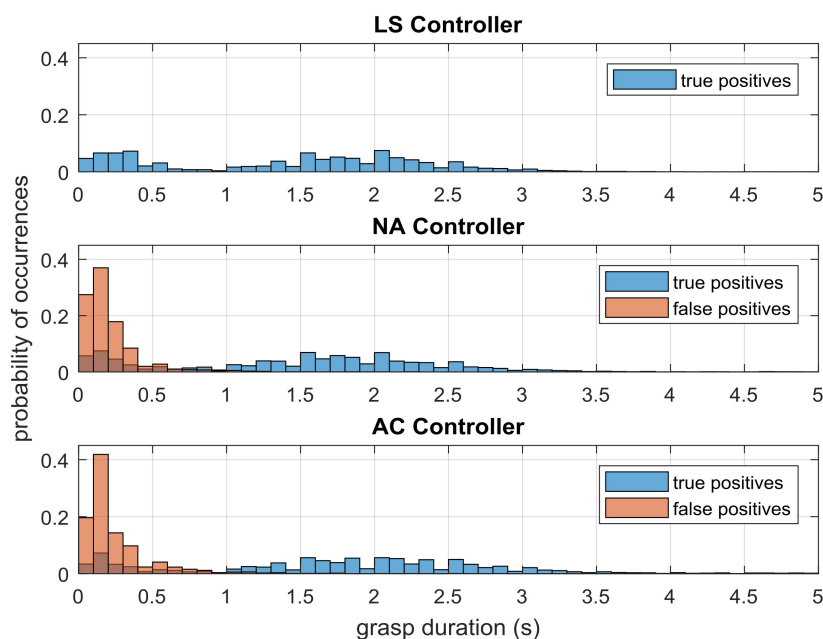 LS Controller
0.4
0.2
0
true positives
0 0.5 1 1.5 2 2.5 3 3.5 4 4.5 5
NA Controller
0.4
0.2
0
true positives
false positives
0 0.5 1 1.5 2 2.5 3 3.5 4 4.5 5
probability of occurrences
AC Controller
0.4
0.2
0
true positives
false positives
0 0.5 1 1.5 2 2.5 3 3.5 4 4.5 5
grasp duration (s)